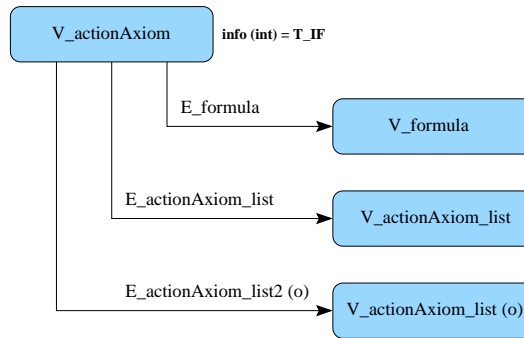 V_actionAxiom
info (int) = T_IF
E_formula
V_formula
E_actionAxiom_list
V_actionAxiom_list
E_actionAxiom_list2 (o)
V_actionAxiom_list (o)